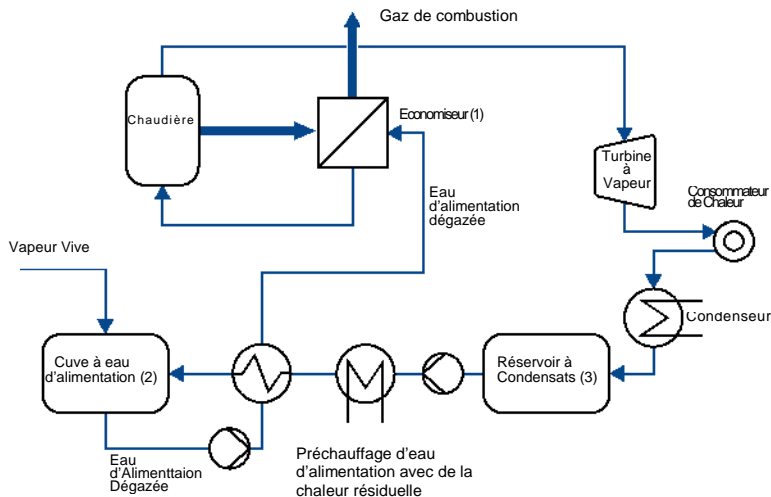 Gaz de combustion
Chaudière
Economiseur (1)
Turbine
à
Vapeur
Consommateur
de Chaleur
Eau
d'alimentation
dégazée
Vapeur Vive
Condenseur
Cuve à eau
d'alimentation (2)
Réservoir à
Condensats (3)
Eau
d'Alimenttaion
Dégazée
Préchauffage d'eau
d'alimentation avec de la
chaleur résiduelle